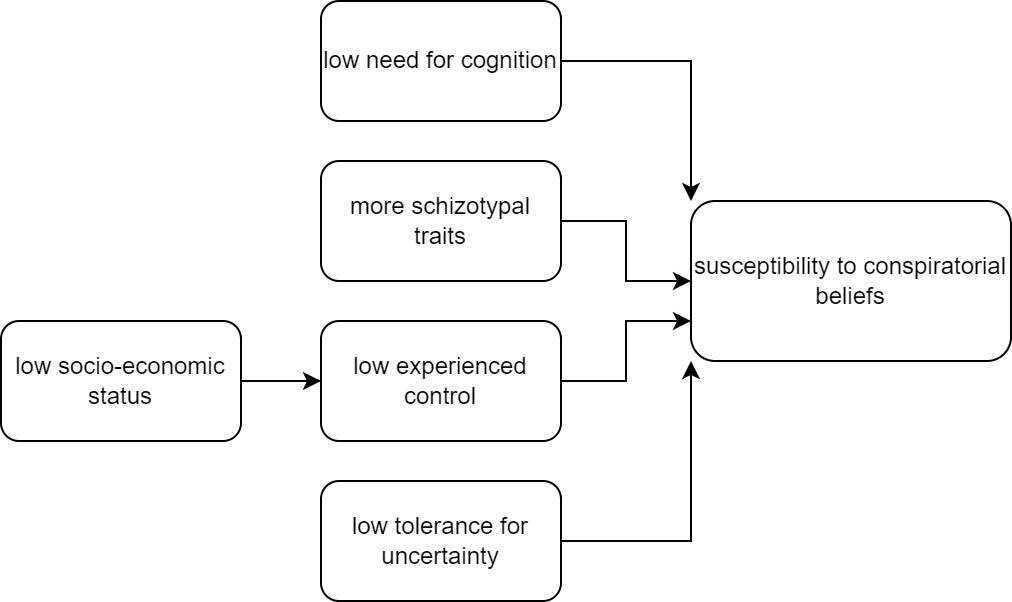 low need for cognition
more schizotypal
traits
susceptibility to conspiratorial
beliefs
low socio-economic
status
low experienced
control
low tolerance for
uncertainty